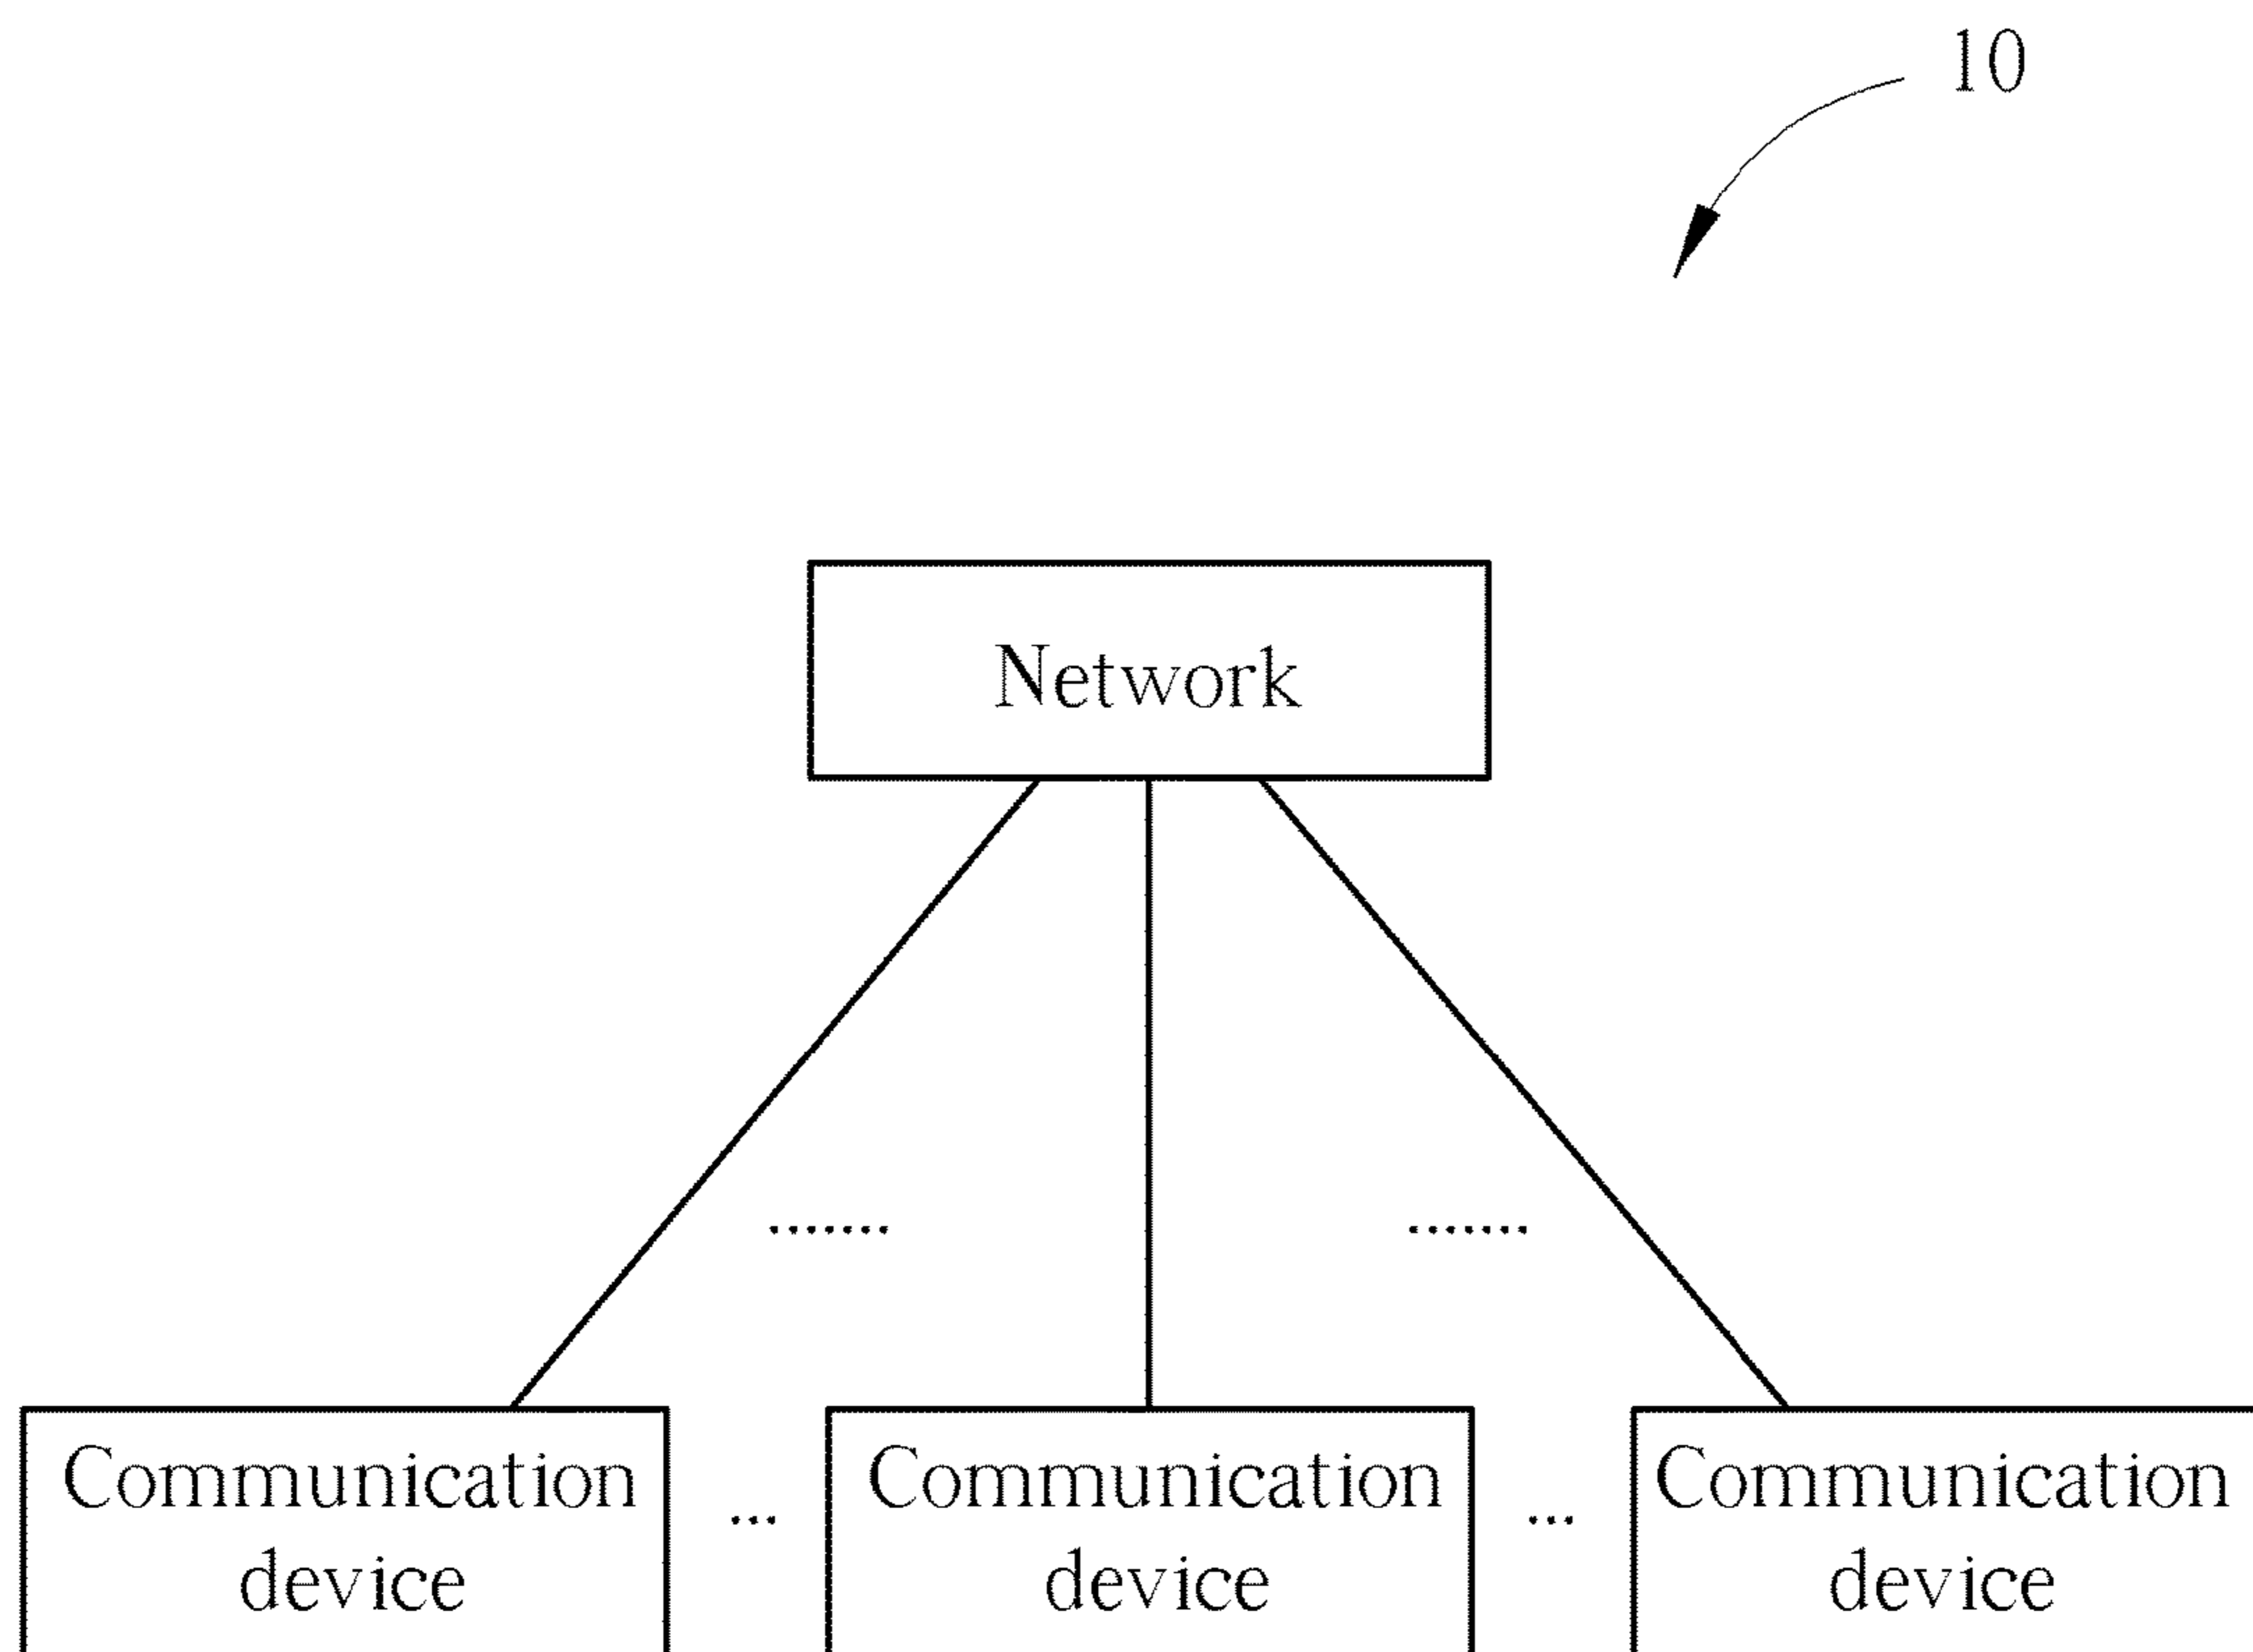 10
Network
....... .......
Communication
device
...
Communication
device
...
Communication
device